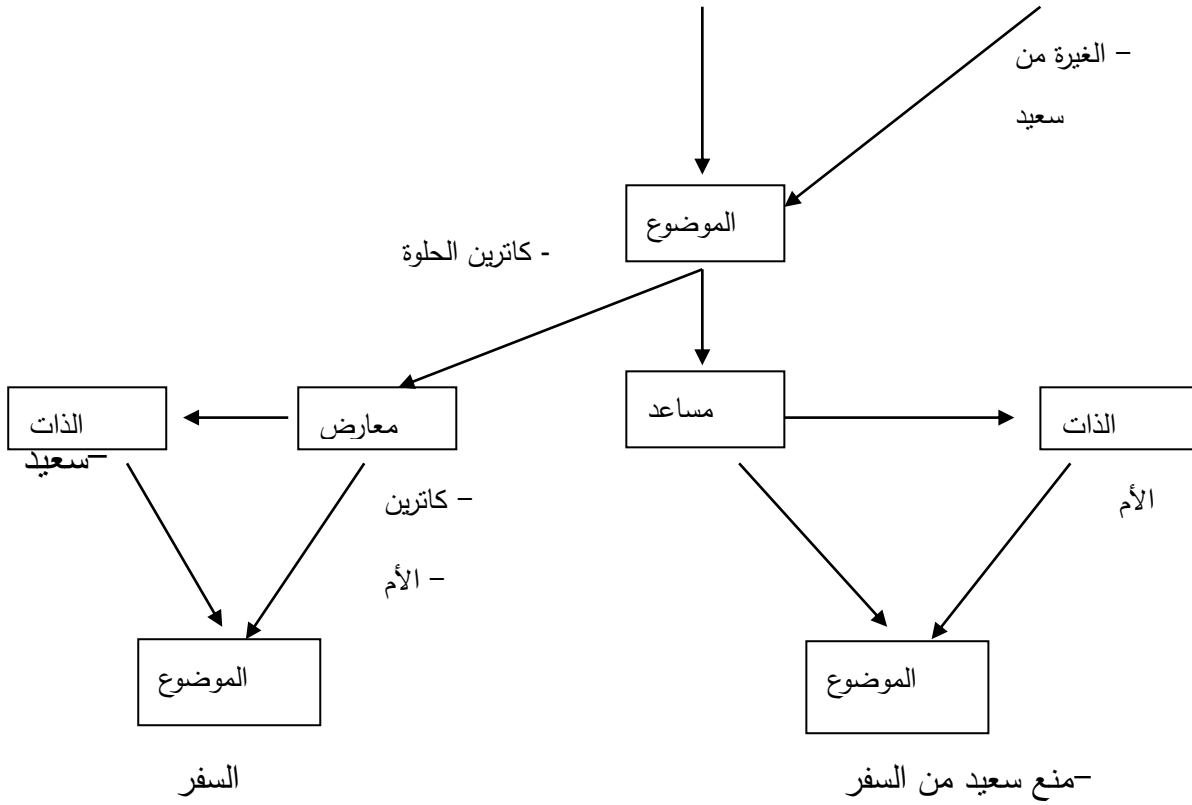 – الغيرة من
سعيد
الموضوع
- كاترين الحلوة
الذات
مساعد
معارض
الذات
–سعيد
الأم
– كاترين
– الأم
الموضوع
الموضوع
–منع سعيد من السفر
السفر